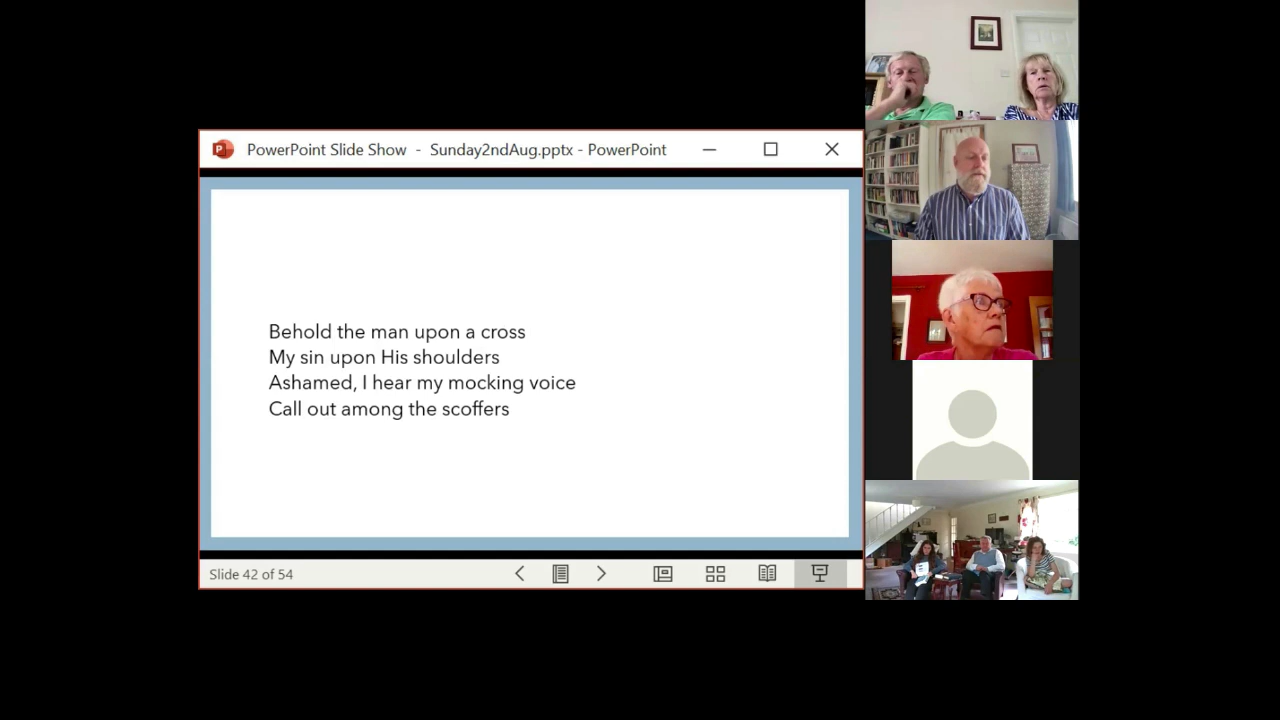 PowerPoint Slide Show - Sunday2ndAug.pptx - PowerPoint
Behold the man upon a cross
My sin upon His shoulders
Ashamed, I hear my mocking voice
Call out among the scoffers
Slide 42 of 54